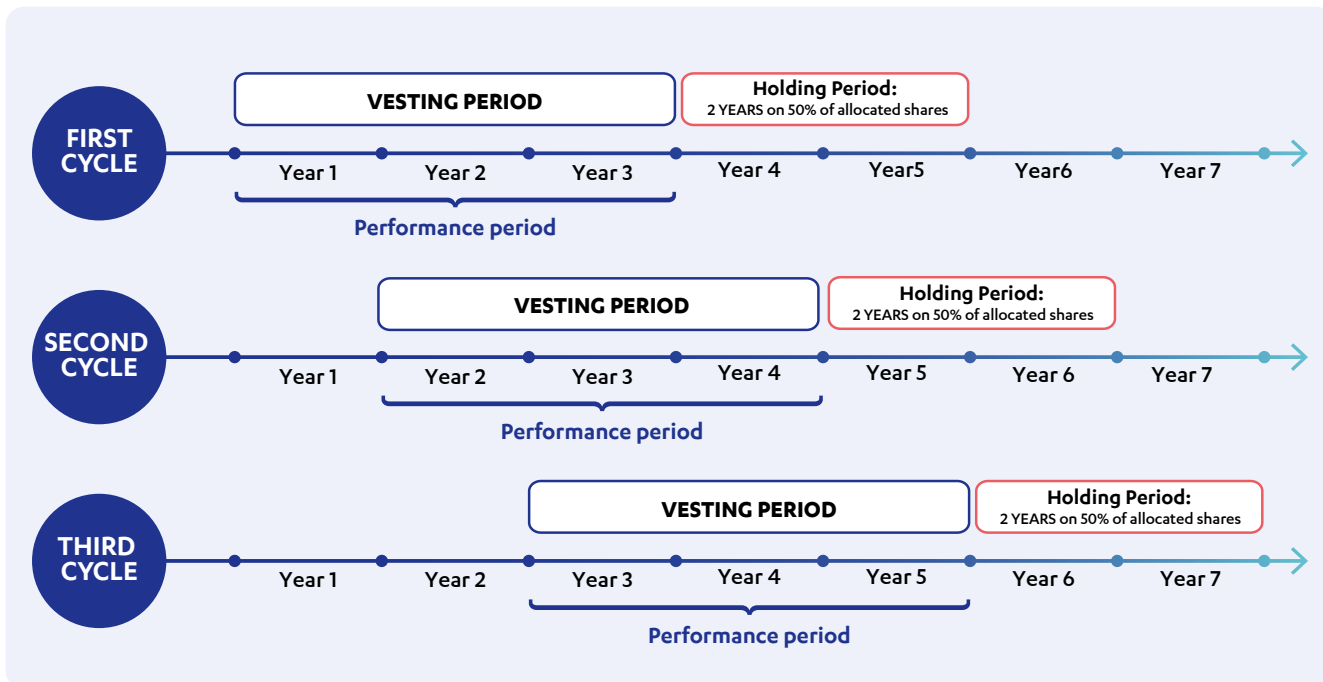 FIRST
CYCLE
VESTING PERIOD
Holding Period:
2 YEARS on 50% of allocated shares
Year 1
Year 2
Year 3
Year 4
Year5
Year6
Year 7
Performance period
SECOND
CYCLE
VESTING PERIOD
Holding Period:
2 YEARS on 50% of allocated shares
Year 1
Year 2
Year 3
Year 4
Year 5
Year 6
Year 7
Performance period
THIRD
CYCLE
VESTING PERIOD
Holding Period:
2 YEARS on 50% of allocated shares
Year 1
Year 2
Year 3
Year 4
Year 5
Year 6
Year 7
Performance period